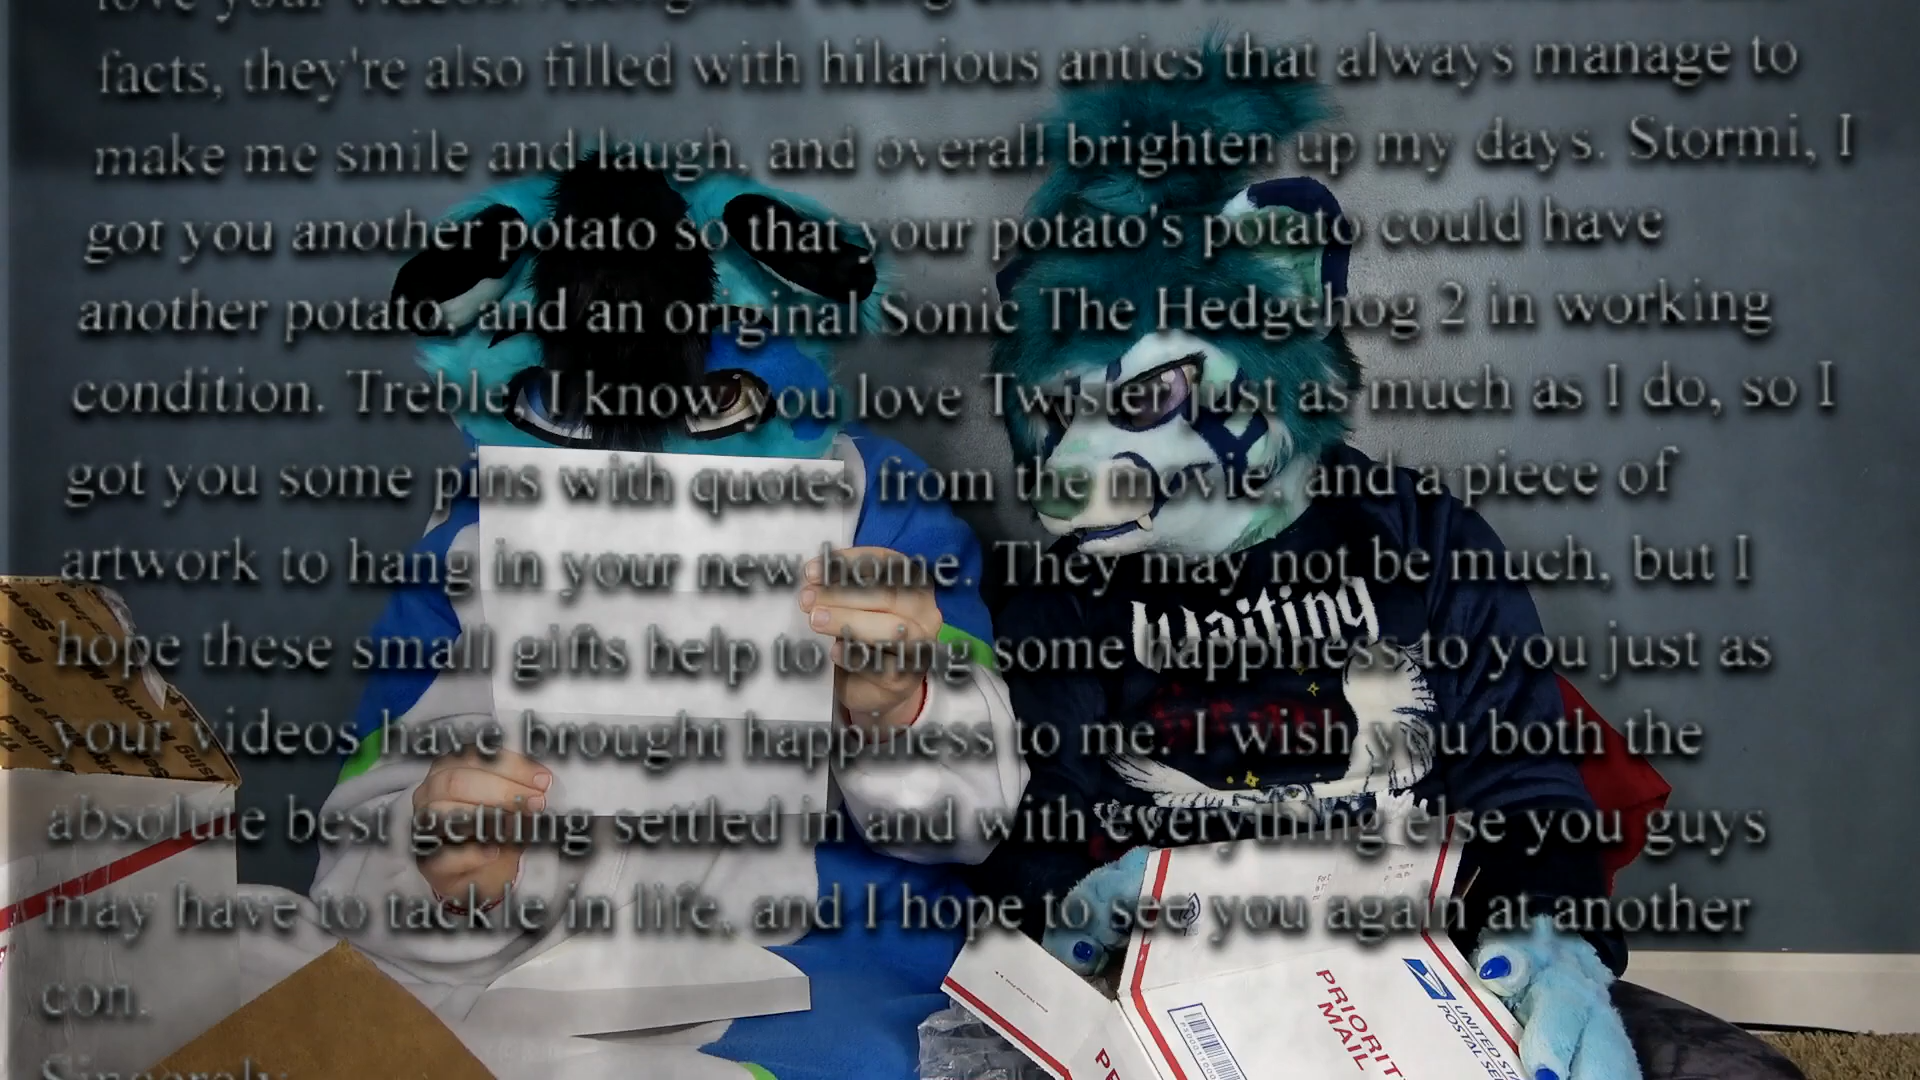 love your videos.
facts, they're also filled with hilarious antics that always manage to
make me smile and laugh, and overall brighten up my days. Stormi, I
got you another potato so that your potato's potato could have
another potato, and an original Sonic The Hedgehog 2 in working
condition. Treble, I know you love Twister just as much as I do, so I
got you some pins with quotes from the movie, and a piece of
artwork to hang in your new home. They may not be much, but I
hope these small gifts help to bring some happiness to you just as
your videos have brought happiness to me. I wish you both the
absolute best getting settled in and with everything else you guys
may have to tackle in life, and I hope to see you again at another
con.
Sincerely
Waiting
PRIORITY
MAIL
UNITED ST
POSTAL SE
PR